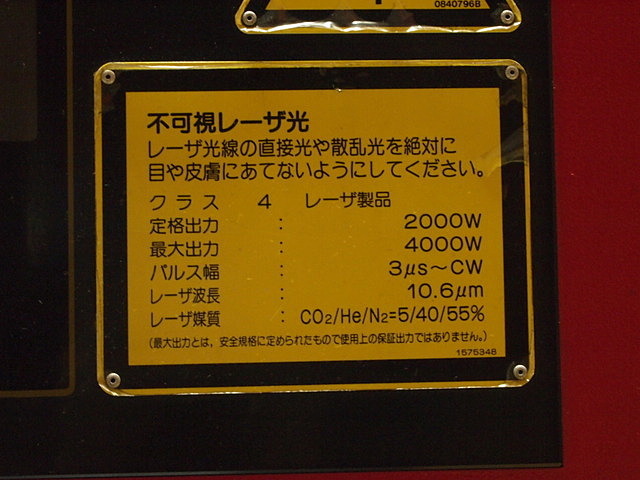 0840796B
不可視レーザ光
レーザ光線の直接光や散乱光を絶対に
目や皮膚にあてないようにしてください。
クラス 4 レーザ製品
定格出力 : 2000W
最大出力 : 4000W
パルス幅 : 3μs～CW
レーザ波長 : 10.6μm
レーザ媒質 : CO2/He/N2=5/40/55%
(最大出力とは，安全規格に定められたもので使用上の保証出力ではありません。)
1575348